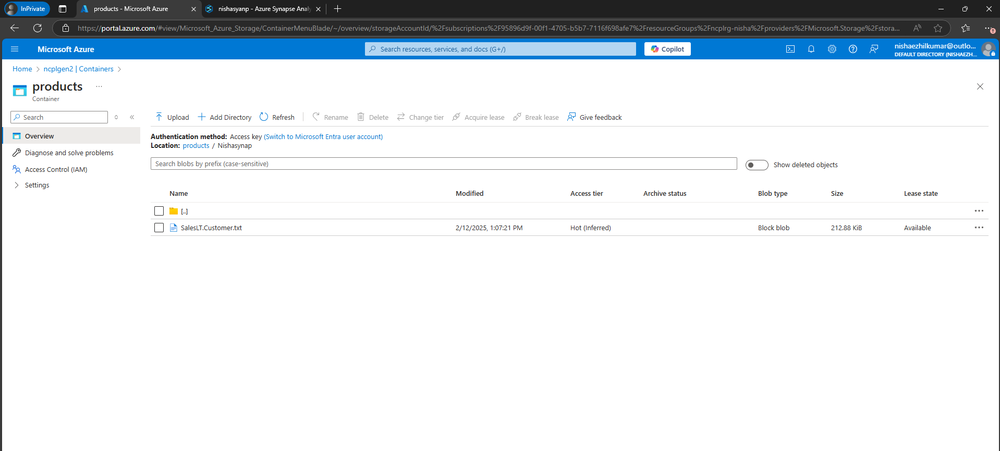 InPrivate
products - Microsoft Azure
nishasyanp - Azure Synapse Analy
https://portal.azure.com/#view/Microsoft_Azure_Storage/ContainerMenuBlade/~/overview/storageAccountId/%2Fsubscriptions%2F95896d9f-00f1-4705-b5b7-7116f698afe7%2FresourceGroups%2Fncplrg-nisha%2Fproviders%2FMicrosoft.Storage%2Fstora...
Microsoft Azure
Search resources, services, and docs (G+/)
Copilot
nishaezhilkumar@outlo...
DEFAULT DIRECTORY (NISHAEZH...
Home > ncplgen2 | Containers >
products ...
Container
Search
Overview
Diagnose and solve problems
Access Control (IAM)
Settings
Upload Add Directory Refresh Rename Delete Change tier Acquire lease Break lease Give feedback
Authentication method: Access key (Switch to Microsoft Entra user account)
Location: products / Nishasynap
Search blobs by prefix (case-sensitive)
Show deleted objects
Name Modified Access tier Archive status Blob type Size Lease state
[..]
SalesLT.Customer.txt 2/12/2025, 1:07:21 PM Hot (Inferred) Block blob 212.88 KiB Available